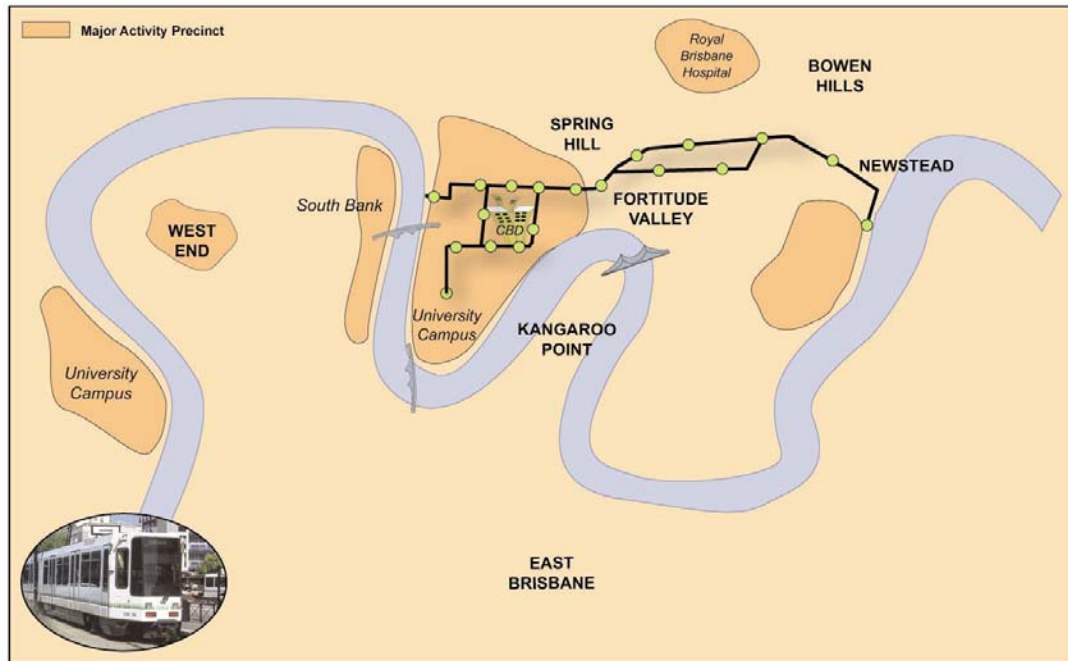 Major Activity Precinct
Royal
Brisbane
Hospital
BOWEN
HILLS
SPRING
HILL
NEWSTEAD
South Bank
FORTITUDE
VALLEY
WEST
END
CBD
University
Campus
KANGAROO
POINT
University
Campus
EAST
BRISBANE